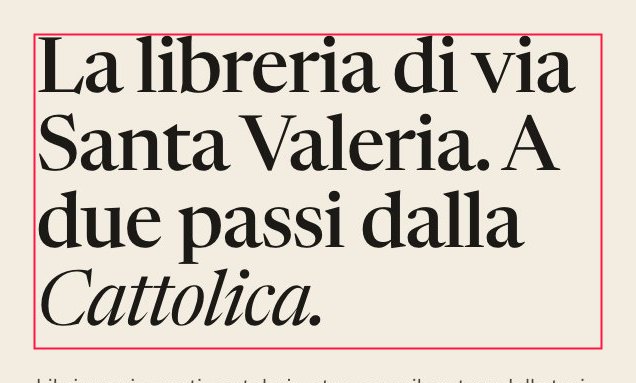 La libreria di via
Santa Valeria. A
due passi dalla
Cattolica.